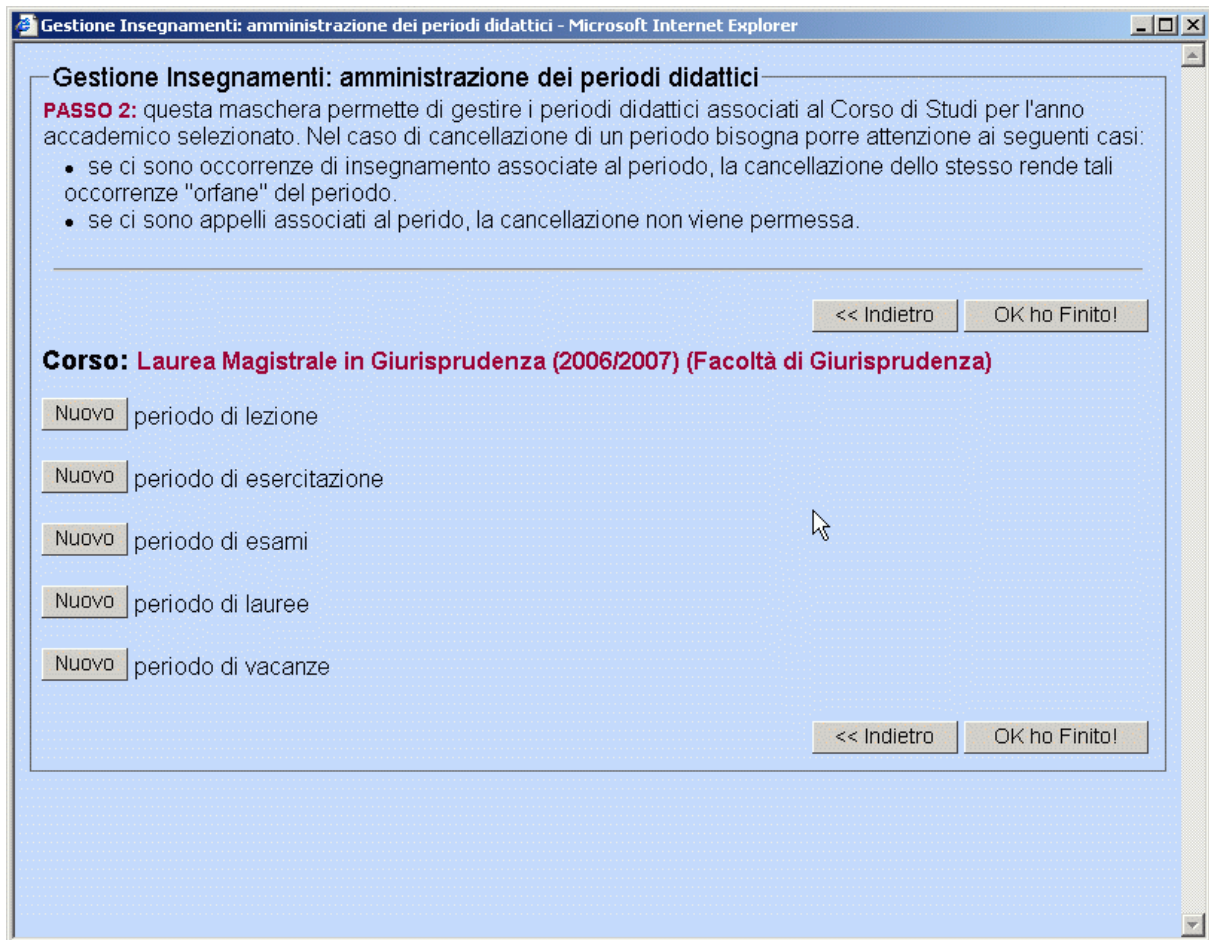 Gestione Insegnamenti: amministrazione dei periodi didattici - Microsoft Internet Explorer
Gestione Insegnamenti: amministrazione dei periodi didattici
PASSO 2: questa maschera permette di gestire i periodi didattici associati al Corso di Studi per l'anno
accademico selezionato. Nel caso di cancellazione di un periodo bisogna porre attenzione ai seguenti casi:
• se ci sono occorrenze di insegnamento associate al periodo, la cancellazione dello stesso rende tali
occorrenze "orfane" del periodo.
• se ci sono appelli associati al perido, la cancellazione non viene permessa.
<< Indietro OK ho Finito!
Corso: Laurea Magistrale in Giurisprudenza (2006/2007) (Facoltà di Giurisprudenza)
Nuovo periodo di lezione
Nuovo periodo di esercitazione
Nuovo periodo di esami
Nuovo periodo di lauree
Nuovo periodo di vacanze
<< Indietro OK ho Finito!